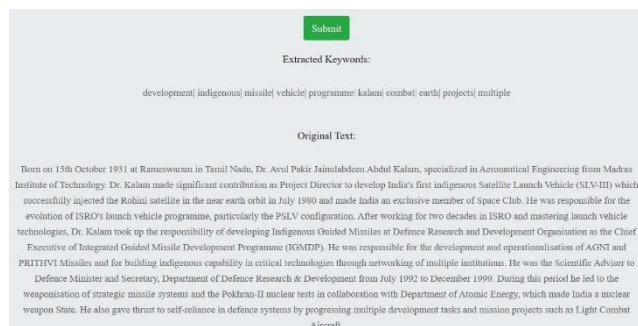 Submit
Extracted Keywords:
development| indigenous| missile| vehicle| programme| kalam| combat| earth| projects| multiple
Original Text:
Born on 15th October 1931 at Rameswaram in Tamil Nadu, Dr. Avul Pakir Jainulabdeen Abdul Kalam, specialized in Aeronautical Engineering from Madras
Institute of Technology. Dr. Kalam made significant contribution as Project Director to develop India's first indigenous Satellite Launch Vehicle (SLV-III) which
successfully injected the Rohini satellite in the near earth orbit in July 1980 and made India an exclusive member of Space Club. He was responsible for the
evolution of ISRO's launch vehicle programme, particularly the PSLV configuration. After working for two decades in ISRO and mastering launch vehicle
technologies, Dr. Kalam took up the responsibility of developing Indigenous Guided Missiles at Defence Research and Development Organisation as the Chief
Executive of Integrated Guided Missile Development Programme (IGMDP). He was responsible for the development and operationalisation of AGNI and
PRITHVI Missiles and for building indigenous capability in critical technologies through networking of multiple institutions. He was the Scientific Adviser to
Defence Minister and Secretary, Department of Defence Research & Development from July 1992 to December 1999. During this period he led to the
weaponisation of strategic missile systems and the Pokhran-II nuclear tests in collaboration with Department of Atomic Energy, which made India a nuclear
weapon State. He also gave thrust to self-reliance in defence systems by progressing multiple development tasks and mission projects such as Light Combat
Aircraft.